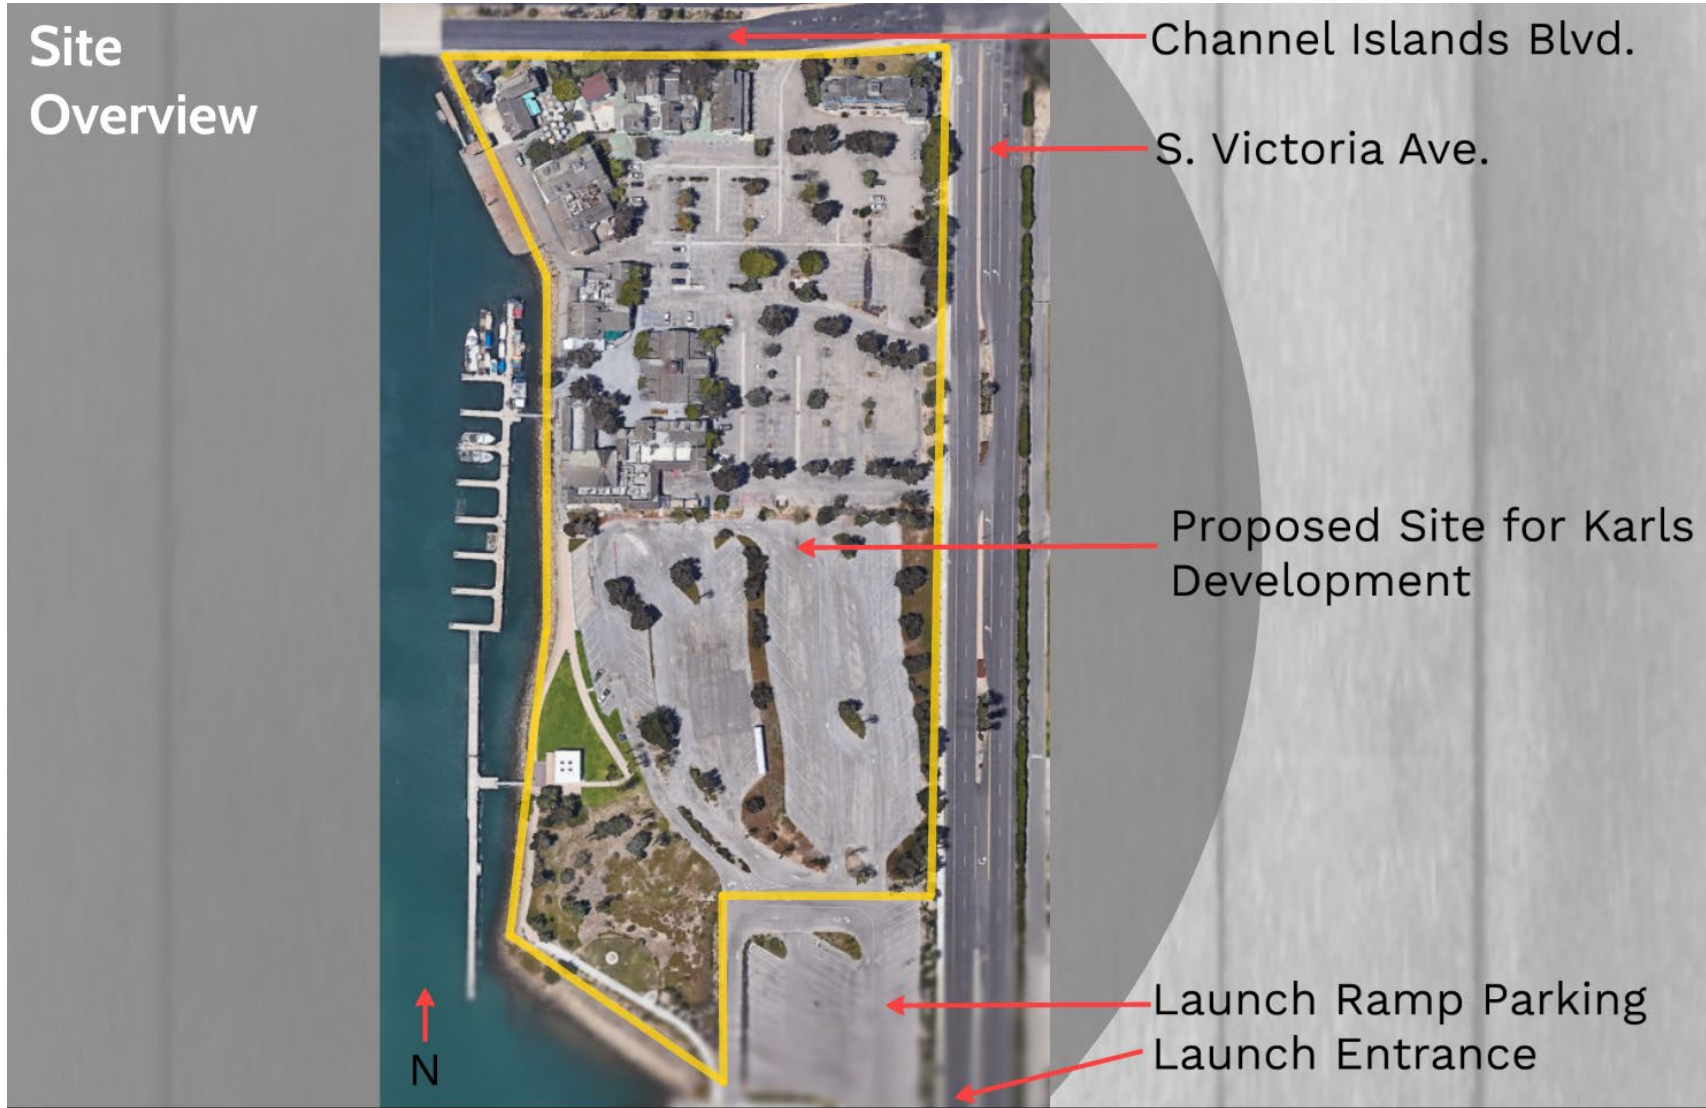 Site
Overview
Channel Islands Blvd.
S. Victoria Ave.
Proposed Site for Karls
Development
Launch Ramp Parking
Launch Entrance
N